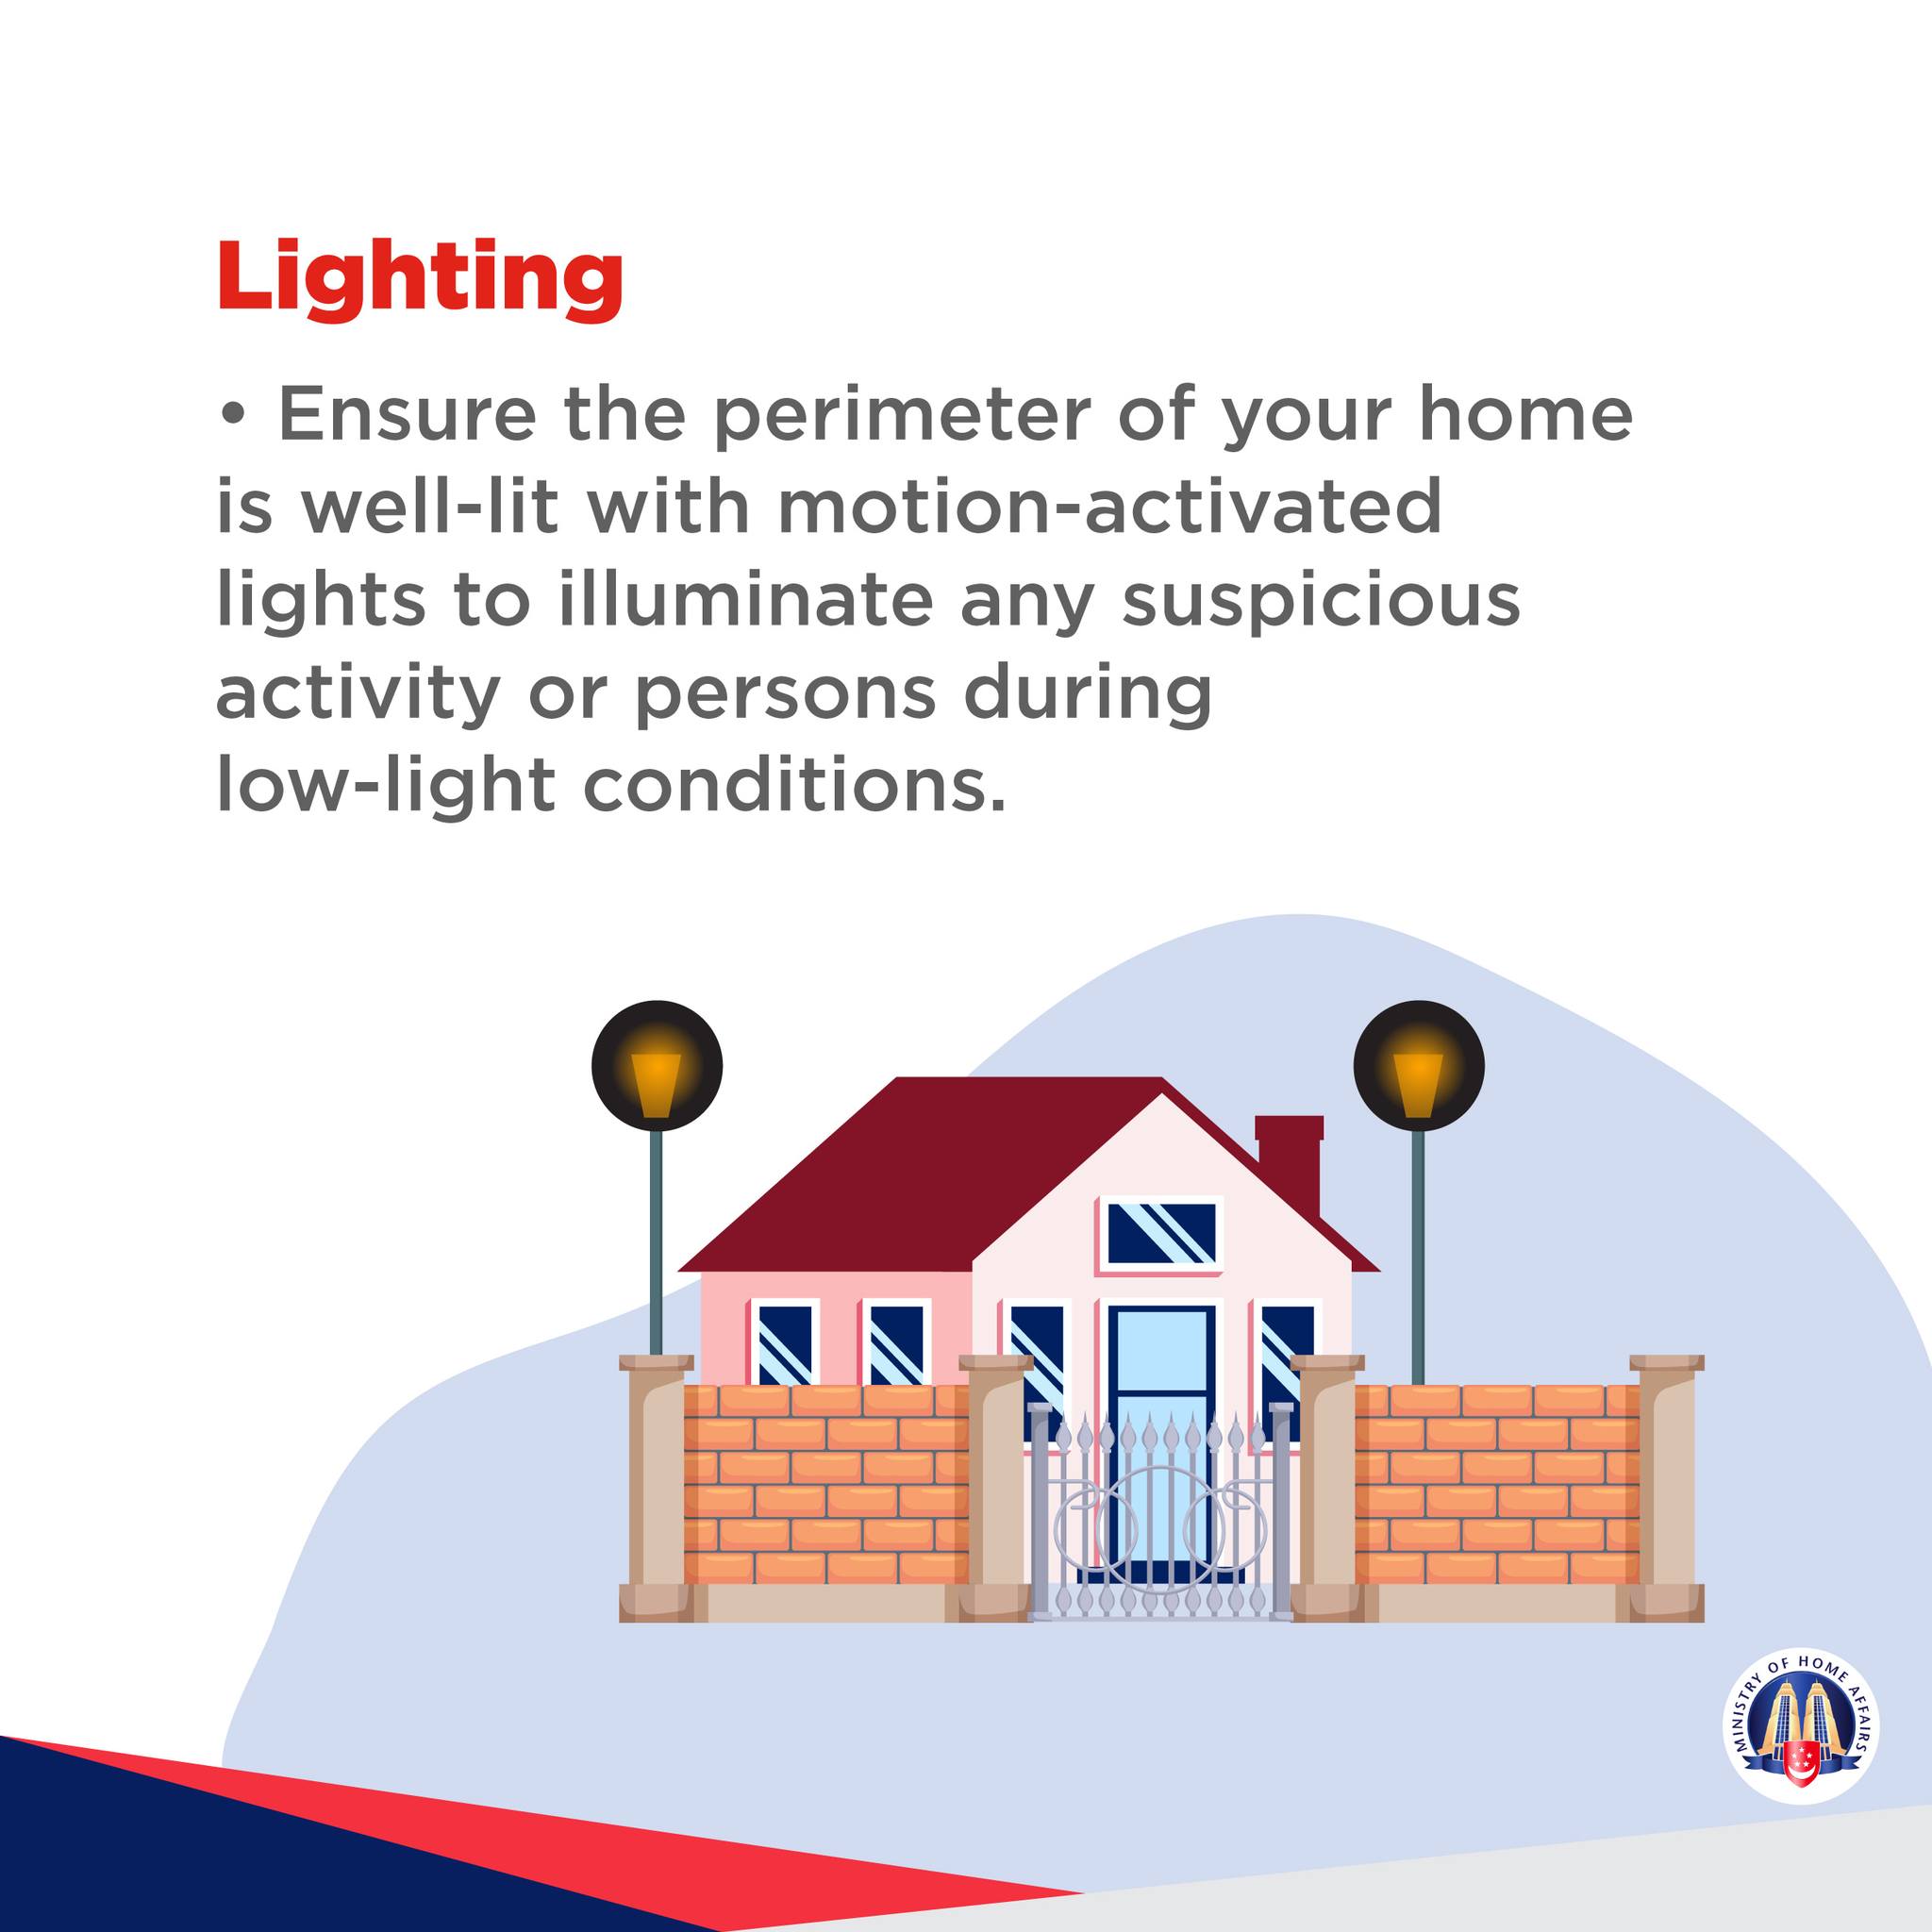 Lighting
• Ensure the perimeter of your home
is well-lit with motion-activated
lights to illuminate any suspicious
activity or persons during
low-light conditions.
MINISTRY OF HOME AFFAIRS